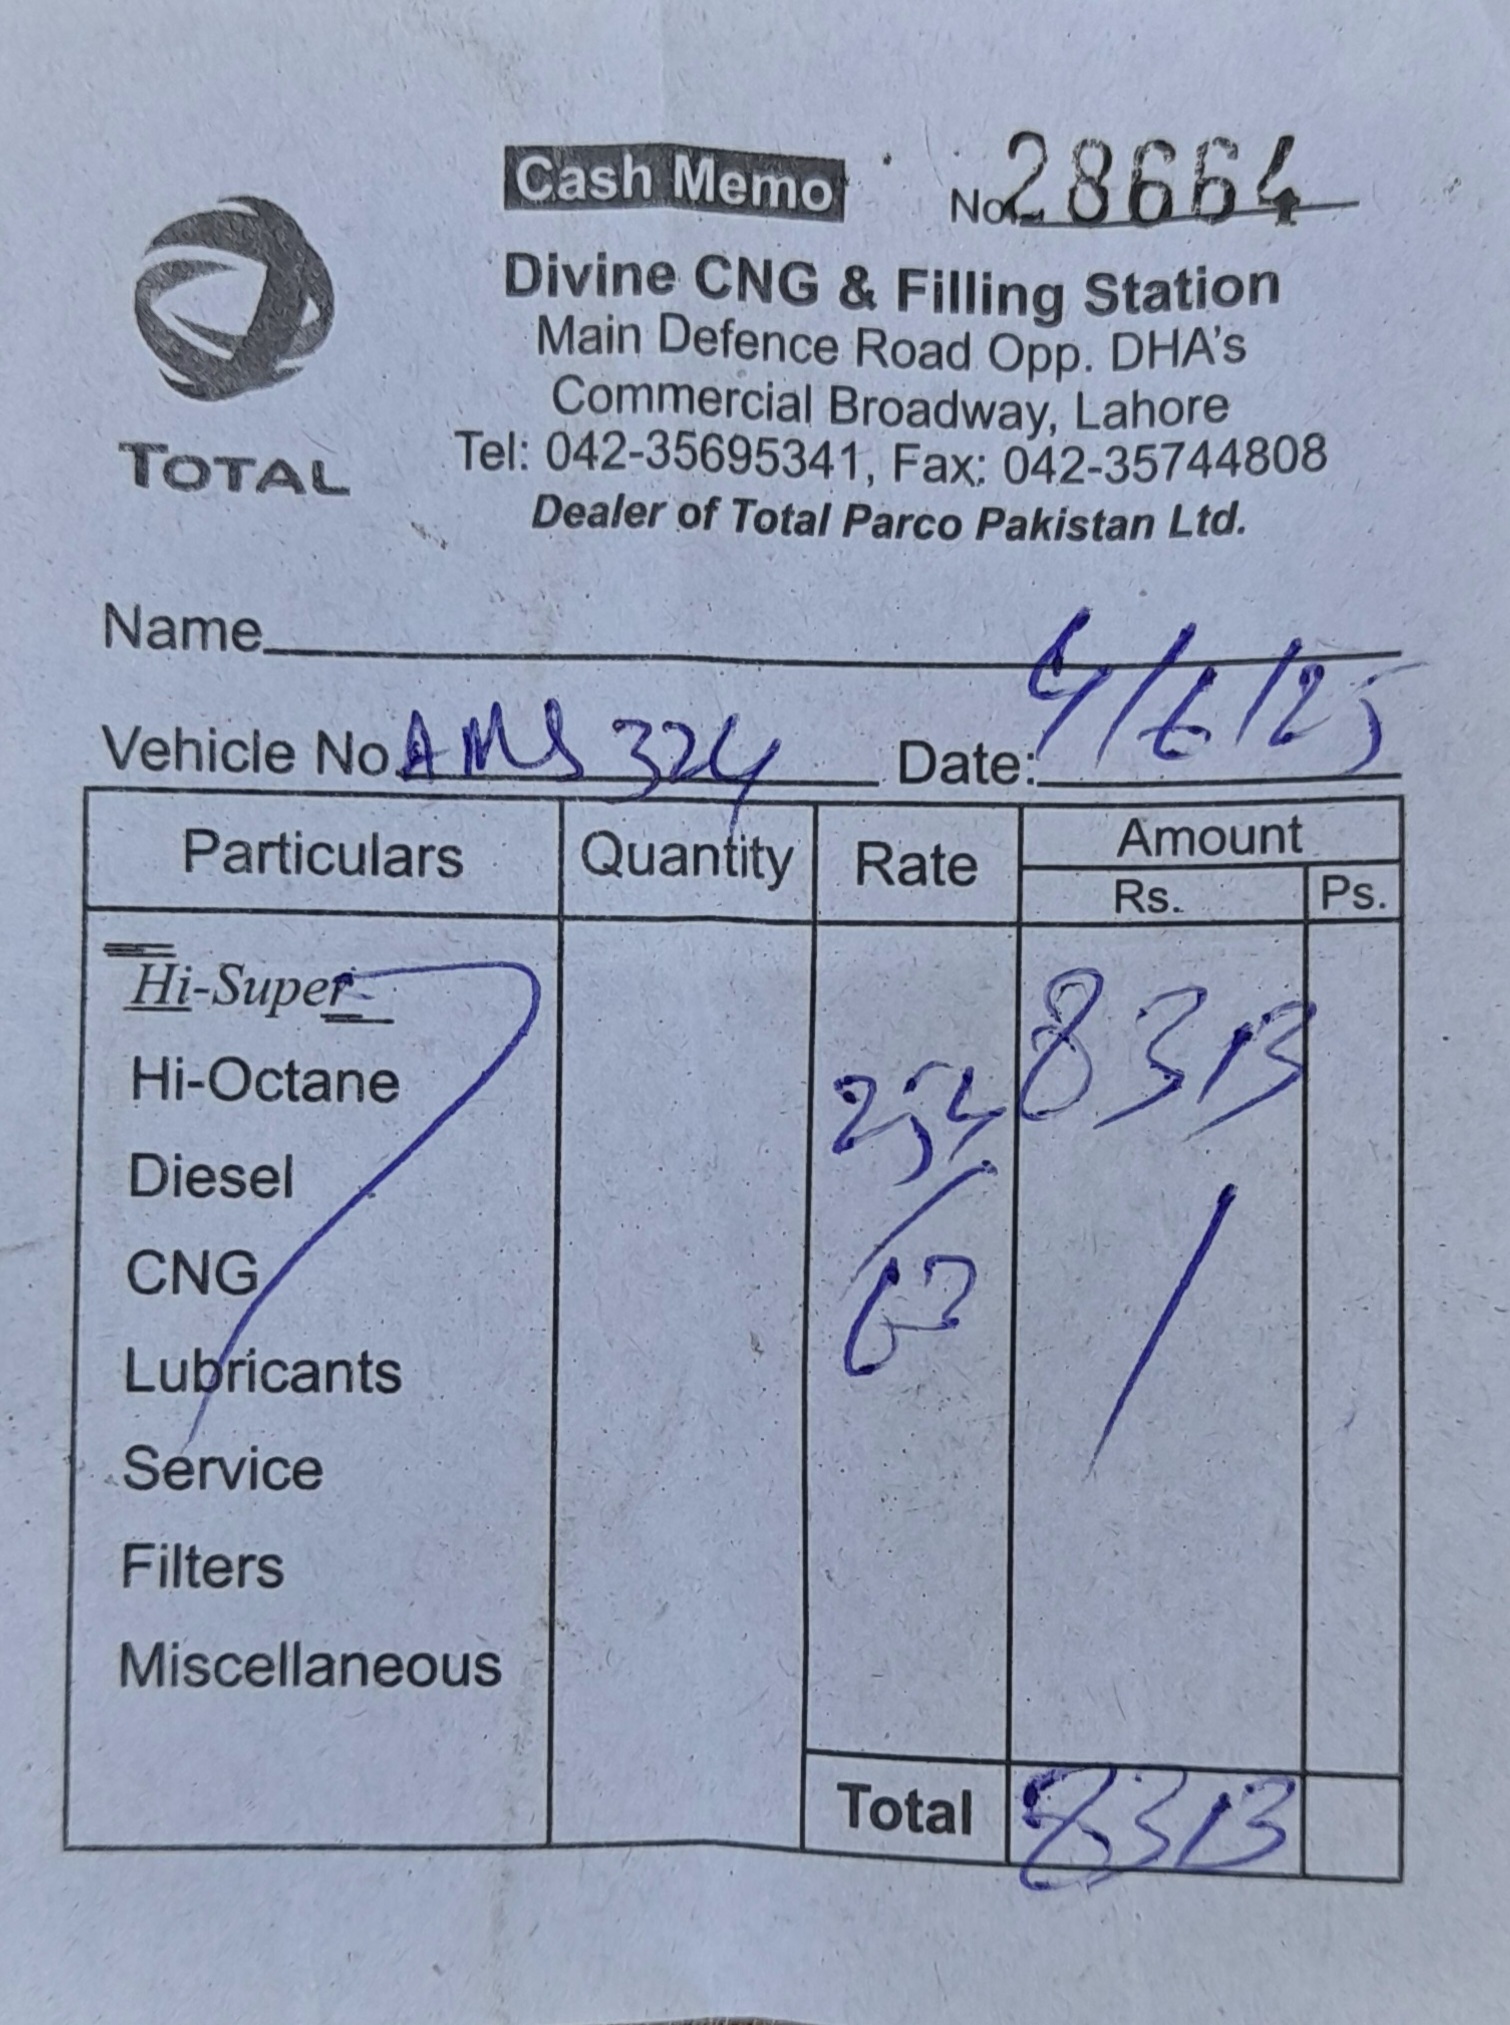 Cash Memo
No. 28664
TOTAL
Divine CNG & Filling Station
Main Defence Road Opp. DHA's
Commercial Broadway, Lahore
Tel: 042-35695341, Fax: 042-35744808
Dealer of Total Parco Pakistan Ltd.
Name
Vehicle No. AMS 324 Date: 4/6/25
Particulars Quantity Rate Amount
Rs. Ps.
Hi-Super 8313
Hi-Octane 254
Diesel
CNG 63
Lubricants
Service
Filters
Miscellaneous
Total 8313